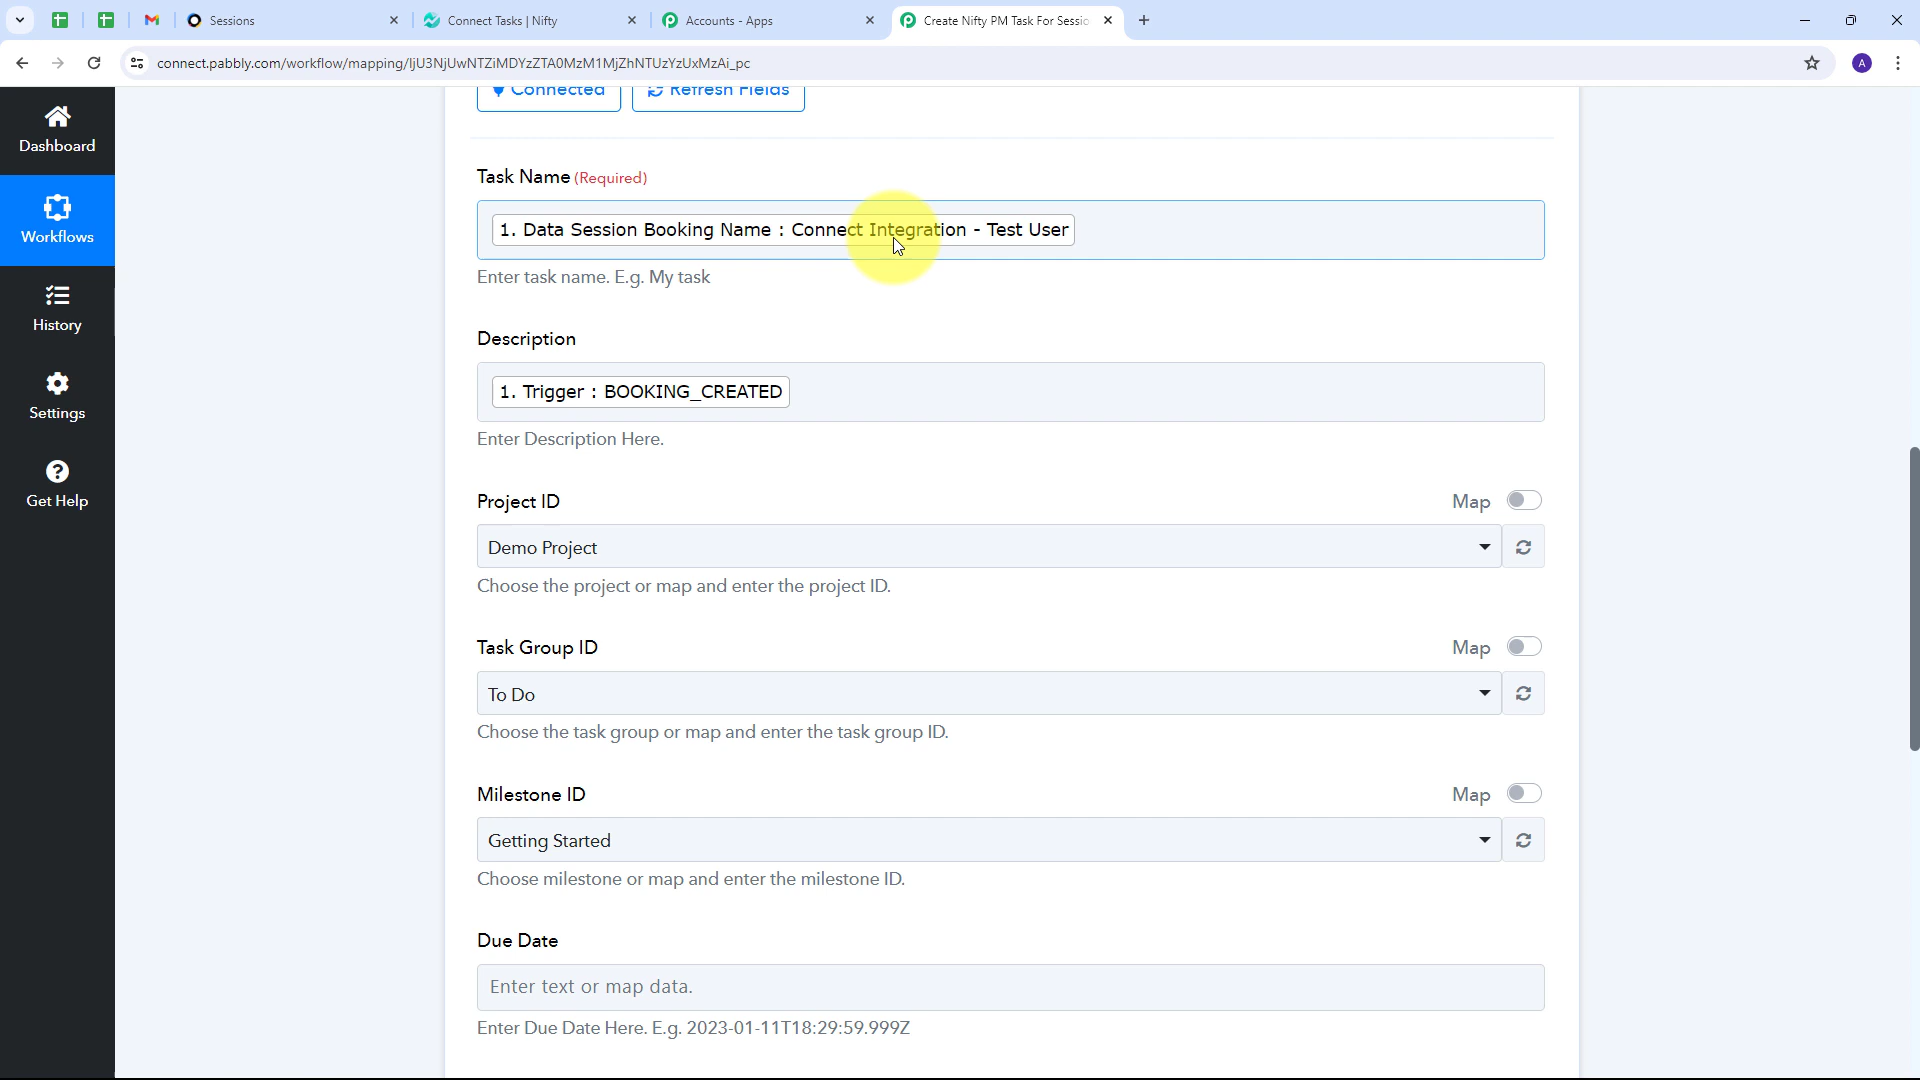 Sessions
Connect Tasks | Nifty
Accounts - Apps
Create Nifty PM Task For Sessio
connect.pabbly.com/workflow/mapping/IjU3NjUwNTZiMDYzZTA0MzM1MjZhNTUzYzUxMzAi_pc
A
Connected
Refresh Fields
Dashboard
Workflows
History
Settings
Get Help
Task Name (Required)
1. Data Session Booking Name : Connect Integration - Test User
Enter task name. E.g. My task
Description
1. Trigger : BOOKING_CREATED
Enter Description Here.
Project ID
Map
Demo Project
Choose the project or map and enter the project ID.
Task Group ID
Map
To Do
Choose the task group or map and enter the task group ID.
Milestone ID
Map
Getting Started
Choose milestone or map and enter the milestone ID.
Due Date
Enter text or map data.
Enter Due Date Here. E.g. 2023-01-11T18:29:59.999Z